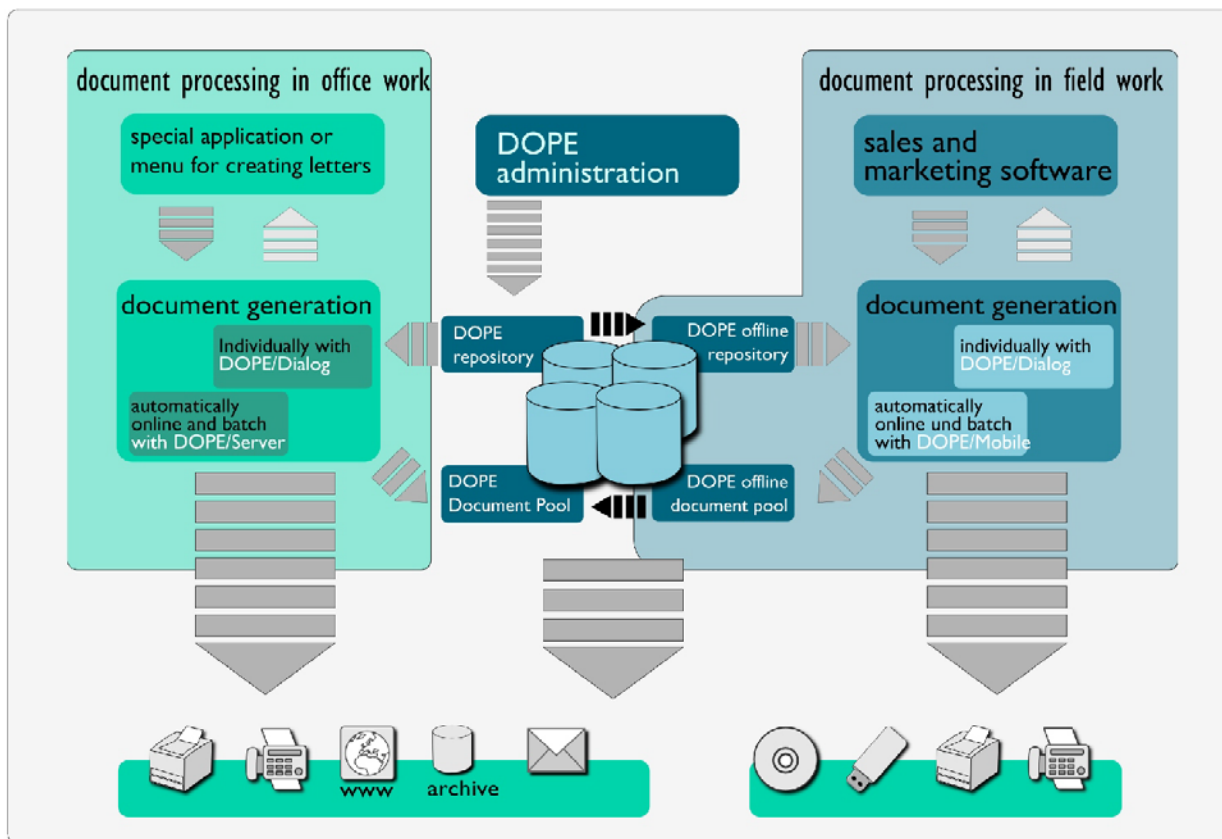 document processing in office work
special application or
menu for creating letters
document generation
Individually with
DOPE/Dialog
automatically
online and batch
with DOPE/Server
DOPE
administration
DOPE
repository
DOPE offline
repository
DOPE
Document Pool
DOPE offline
document pool
document processing in field work
sales and
marketing software
document generation
individually with
DOPE/Dialog
automatically
online und batch
with DOPE/Mobile
www
archive